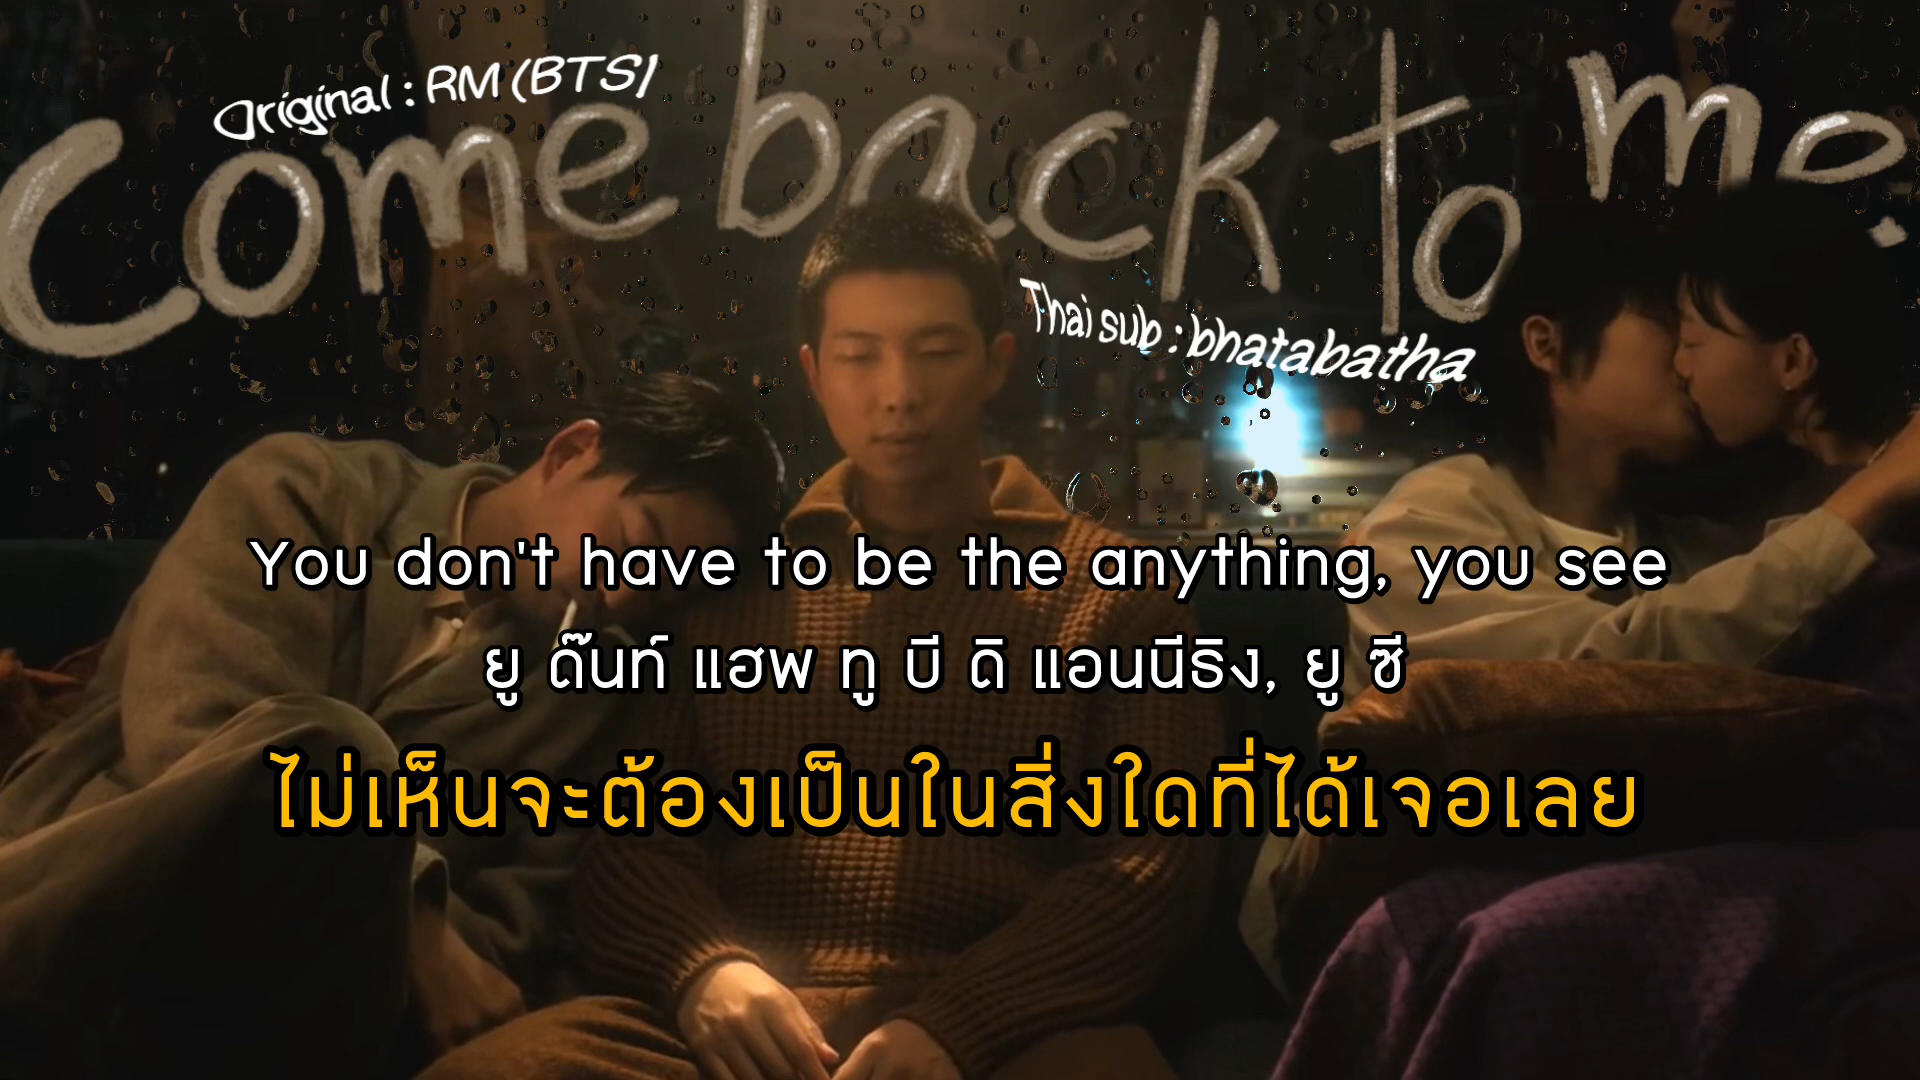 Original : RM (BTS)
Come back to me.
Thai sub : bhatabatha
You don't have to be the anything, you see
ยู ด๊นท์ แฮพ ทู บี ดิ แอนนีธิง, ยู ซี
ไม่เห็นจะต้องเป็นในสิ่งใดที่ได้เจอเลย